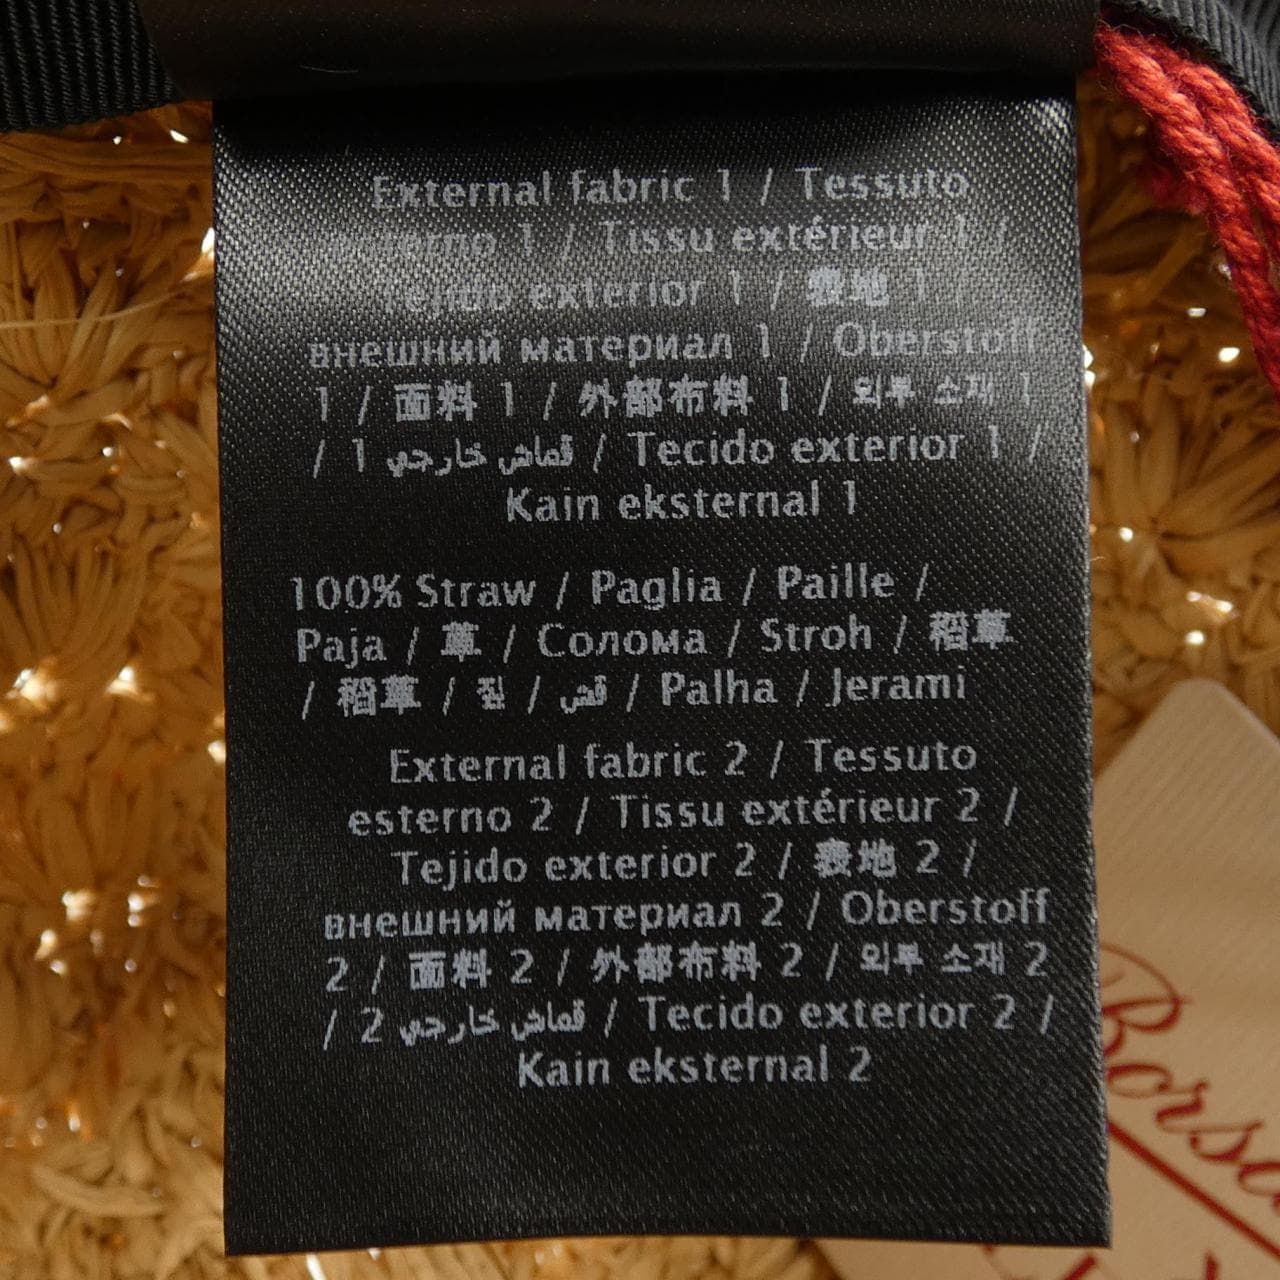 External fabric 1 / Tessuto
esterno 1 / Tissu extérieur 1 /
Tejido exterior 1 / 表地 1 /
внешний материал 1 / Oberstoff
1 / 面料 1 / 外部布料 1 / 외부 소재 1
/ قماش خارجي 1 / Tecido exterior 1 /
Kain eksternal 1
100% Straw / Paglia / Paille /
Paja / 草 / Солома / Stroh / 稻草
/ 稻草 / 짚 / قش / Palha / Jerami
External fabric 2 / Tessuto
esterno 2 / Tissu extérieur 2 /
Tejido exterior 2 / 表地 2 /
внешний материал 2 / Oberstoff
2 / 面料 2 / 外部布料 2 / 외부 소재 2
/ قماش خارجي 2 / Tecido exterior 2 /
Kain eksternal 2